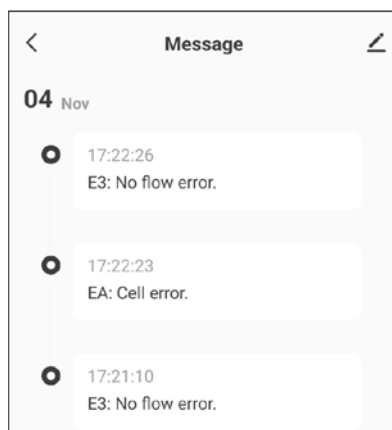 Message
04 Nov
17:22:26
E3: No flow error.
17:22:23
EA: Cell error.
17:21:10
E3: No flow error.